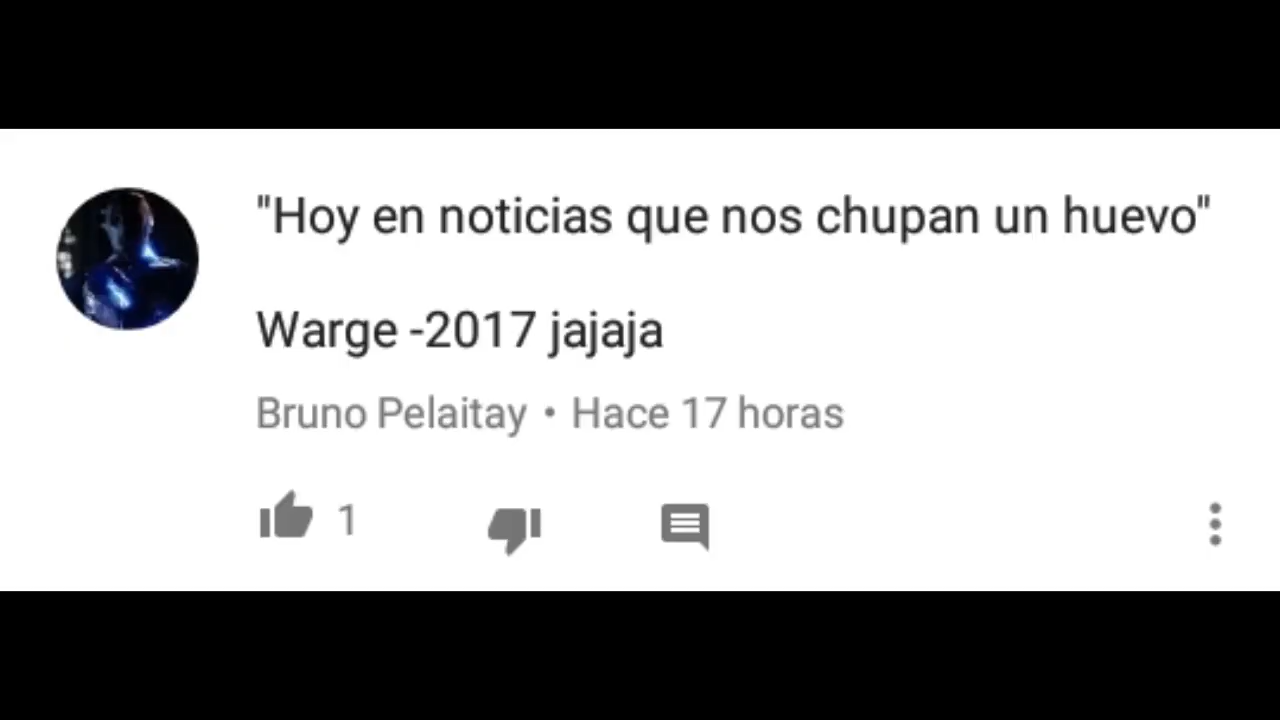 "Hoy en noticias que nos chupan un huevo"
Warge -2017 jajaja
Bruno Pelaitay • Hace 17 horas
1